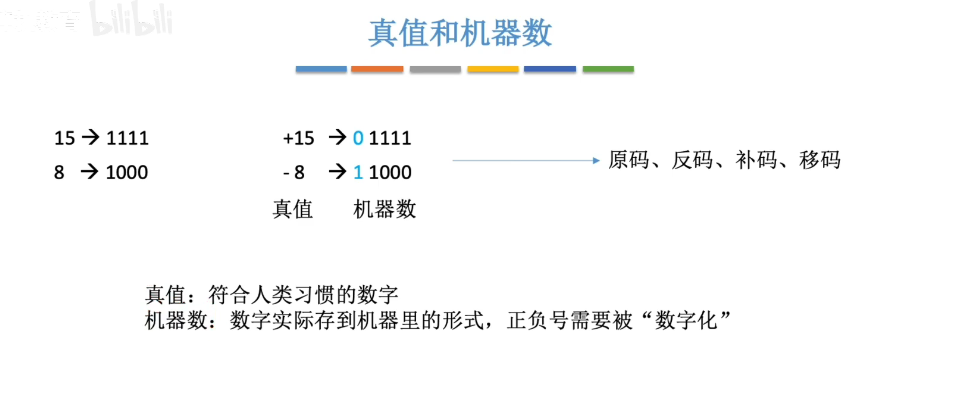 bilibili
真值和机器数
15 → 1111
8 → 1000
+15 → 0 1111
- 8 → 1 1000
真值 机器数
原码、反码、补码、移码
真值：符合人类习惯的数字
机器数：数字实际存到机器里的形式，正负号需要被“数字化”